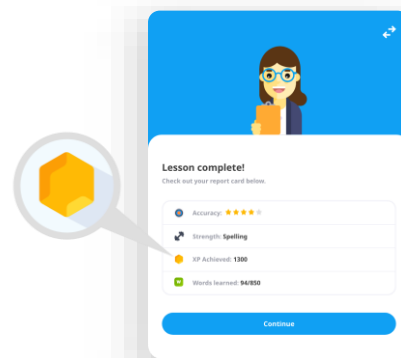 Lesson complete!
Check out your report card below.
Accuracy:
Strength: Spelling
XP Achieved: 1300
W Words learned: 94/850
Continue